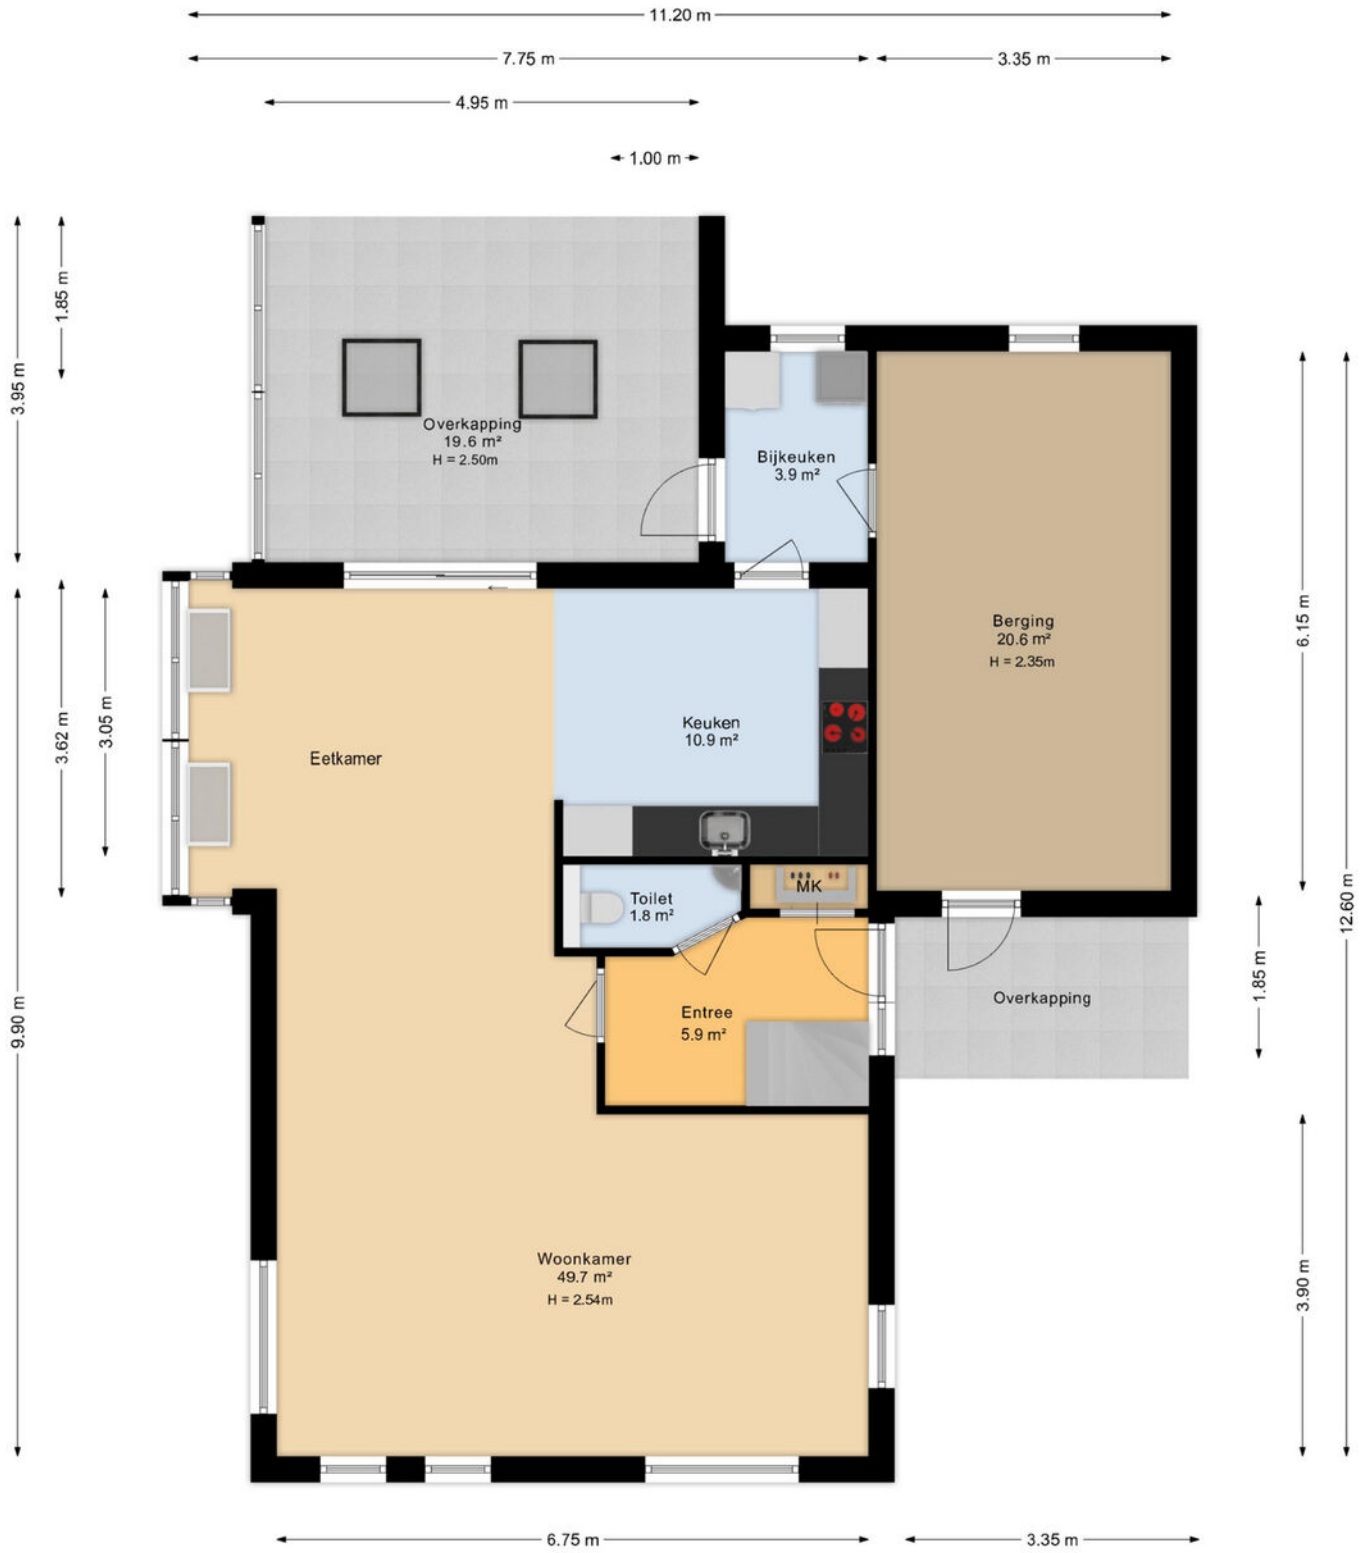 11.20 m
7.75 m
3.35 m
4.95 m
1.00 m
1.85 m
3.95 m
Overkapping
19.6 m²
H = 2.50m
Bijkeuken
3.9 m²
6.15 m
Berging
20.6 m²
H = 2.35m
3.62 m
3.05 m
Keuken
10.9 m²
Eetkamer
12.60 m
MK
Toilet
1.8 m²
1.85 m
Overkapping
Entree
5.9 m²
9.90 m
Woonkamer
49.7 m²
H = 2.54m
3.90 m
6.75 m
3.35 m